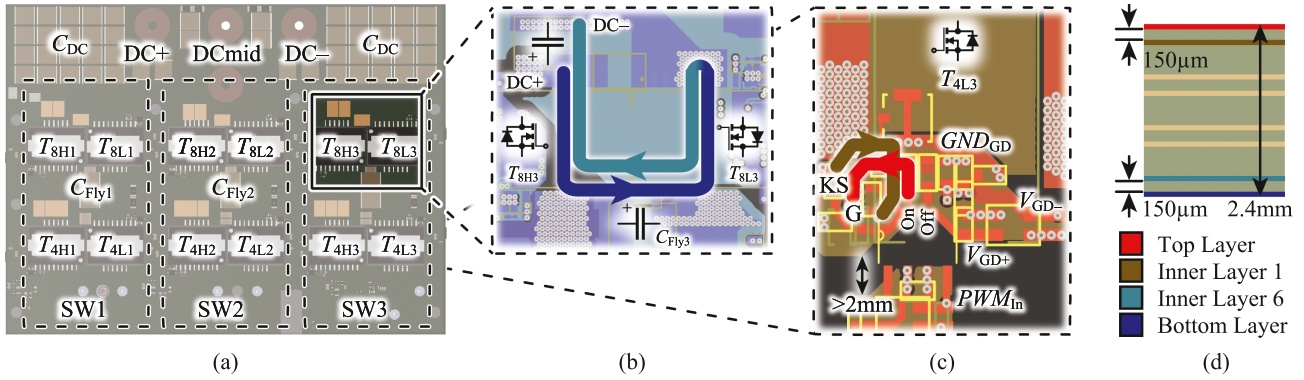 C_DC DC+ DCmid DC− C_DC
T_8H1 T_8L1 T_8H2 T_8L2 T_8H3 T_8L3
C_Fly1 C_Fly2
T_4H1 T_4L1 T_4H2 T_4L2 T_4H3 T_4L3
SW1 SW2 SW3
(a)
DC−
+
DC+
T_8H3 T_8L3
+
C_Fly3
(b)
T_4L3
GND_GD
KS
G
On
Off
V_GD−
V_GD+
>2mm
PWM_In
(c)
150μm
150μm 2.4mm
Top Layer
Inner Layer 1
Inner Layer 6
Bottom Layer
(d)